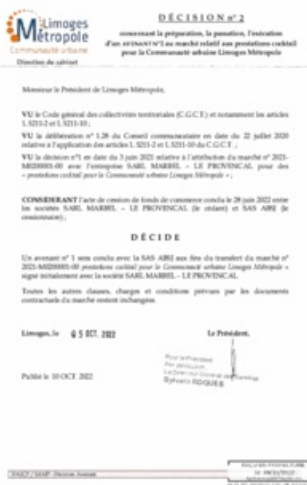 Limoges
Métropole
Communauté urbaine
Direction du cabinet
DÉCISION n° 2
concernant la préparation, la passation, l'exécution
d'un AVENANT N°1 au marché relatif aux prestations cocktail
pour la Communauté urbaine Limoges Métropole
Monsieur le Président de Limoges Métropole,
VU le Code général des collectivités territoriales (C.G.C.T.) et notamment les articles
L 5211-2 et L 5211-10 ;
VU la délibération n° 1.28 du Conseil communautaire en date du 22 juillet 2020
relative à l'application des articles L 5211-2 et L 5211-10 du C.G.C.T. ;
VU la décision n°1 en date du 3 juin 2021 relative à l'attribution du marché n° 2021-
M0200001-00 avec l'entreprise SARL MARBEL - LE PROVENCAL pour des
« prestations cocktail pour la Communauté urbaine Limoges Métropole » ;
CONSIDERANT l'acte de cession de fonds de commerce conclu le 28 juin 2022 entre
les sociétés SARL MARBEL - LE PROVENCAL (le cédant) et SAS ABSJ (le
cessionnaire) ;
DÉCIDE
Un avenant n° 1 sera conclu avec la SAS ABSJ aux fins du transfert du marché n°
2021-M0200001-00 prestations cocktail pour la Communauté urbaine Limoges Métropole »
signé initialement avec la société SARL MARBEL - LE PROVENCAL
Toutes les autres clauses, charges et conditions prévues par les documents
contractuels du marché restent inchangées.
Limoges, le 05 OCT. 2022
Le Président,
Pour le Président
Par délégation,
Le Directeur Général des Services
Sylvain ROQUES
Publié le 10 OCT 2022